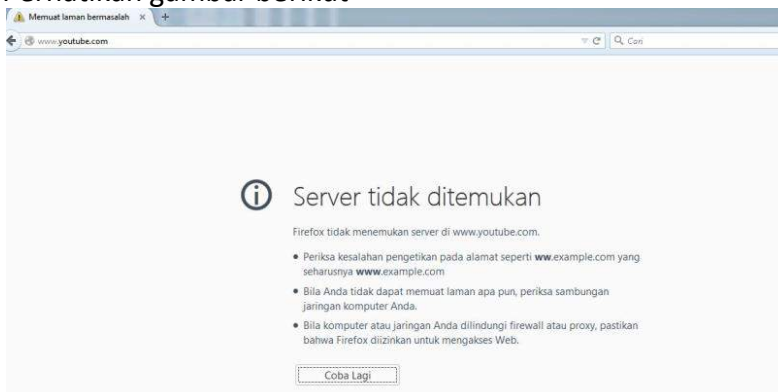 Perhatikan gambar berikut
Memuat laman bermasalah × +
www.youtube.com
Cari
Server tidak ditemukan
Firefox tidak menemukan server di www.youtube.com.
• Periksa kesalahan pengetikan pada alamat seperti ww.example.com yang
seharusnya www.example.com
• Bila Anda tidak dapat memuat laman apa pun, periksa sambungan
jaringan komputer Anda.
• Bila komputer atau jaringan Anda dilindungi firewall atau proxy, pastikan
bahwa Firefox diizinkan untuk mengakses Web.
Coba Lagi